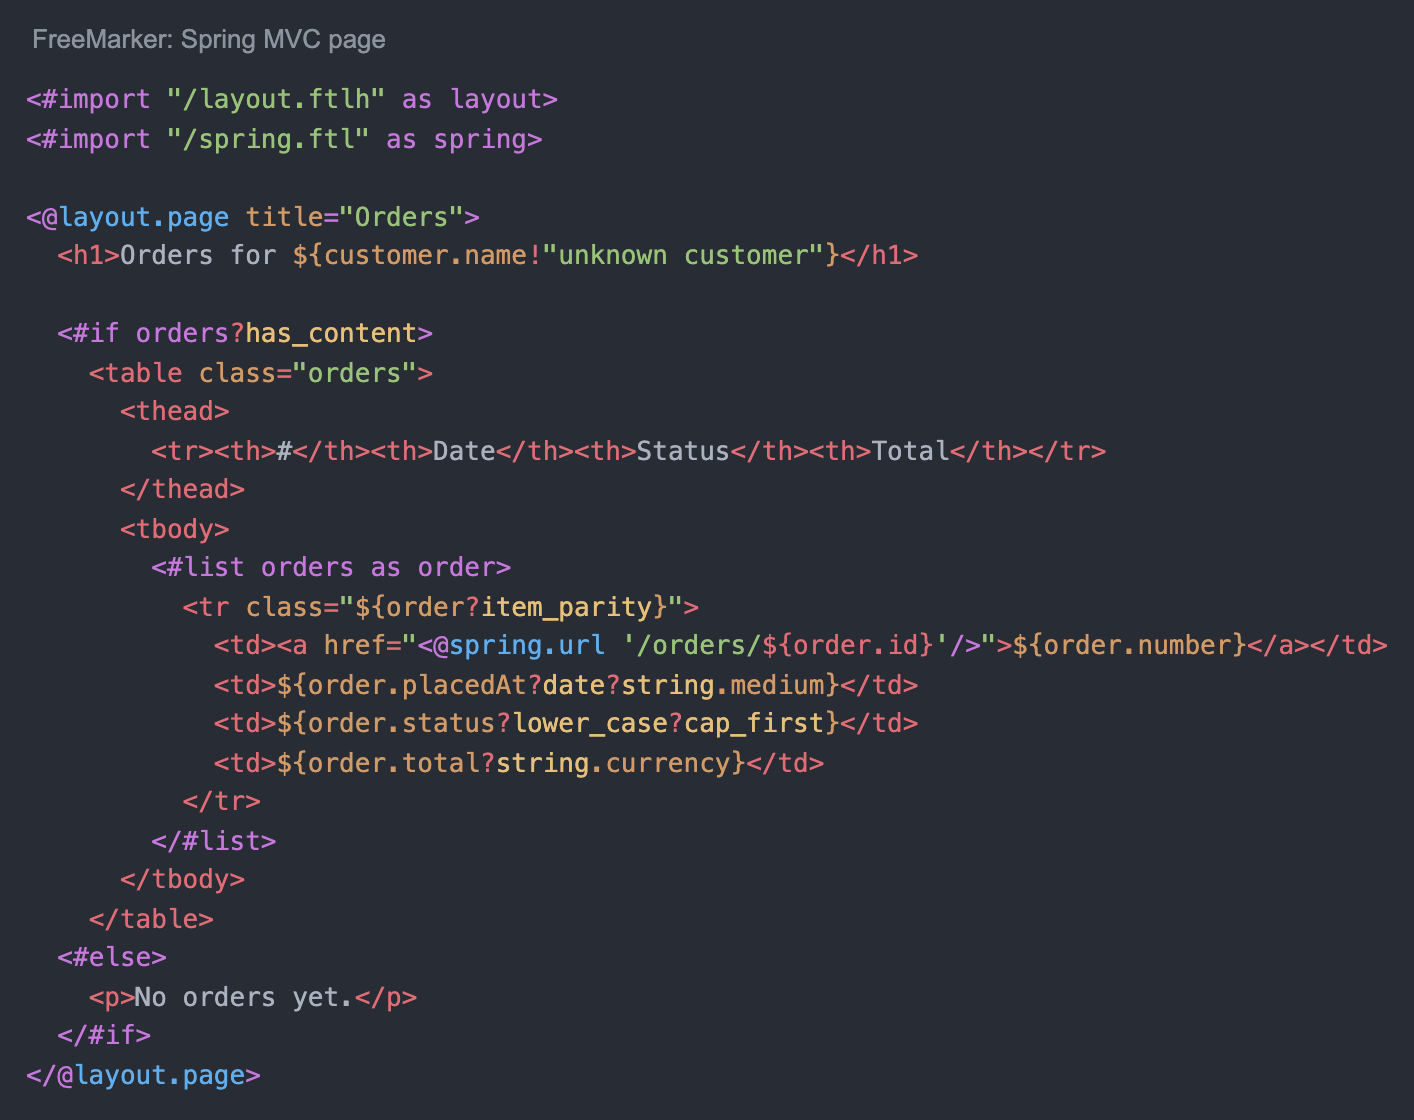 FreeMarker: Spring MVC page
<#import "/layout.ftlh" as layout>
<#import "/spring.ftl" as spring>

<@layout.page title="Orders">
  <h1>Orders for ${customer.name!"unknown customer"}</h1>

  <#if orders?has_content>
    <table class="orders">
      <thead>
        <tr><th>#</th><th>Date</th><th>Status</th><th>Total</th></tr>
      </thead>
      <tbody>
        <#list orders as order>
          <tr class="${order?item_parity}">
            <td><a href="<@spring.url '/orders/${order.id}'/>">${order.number}</a></td>
            <td>${order.placedAt?date?string.medium}</td>
            <td>${order.status?lower_case?cap_first}</td>
            <td>${order.total?string.currency}</td>
          </tr>
        </#list>
      </tbody>
    </table>
  <#else>
    <p>No orders yet.</p>
  </#if>
</@layout.page>